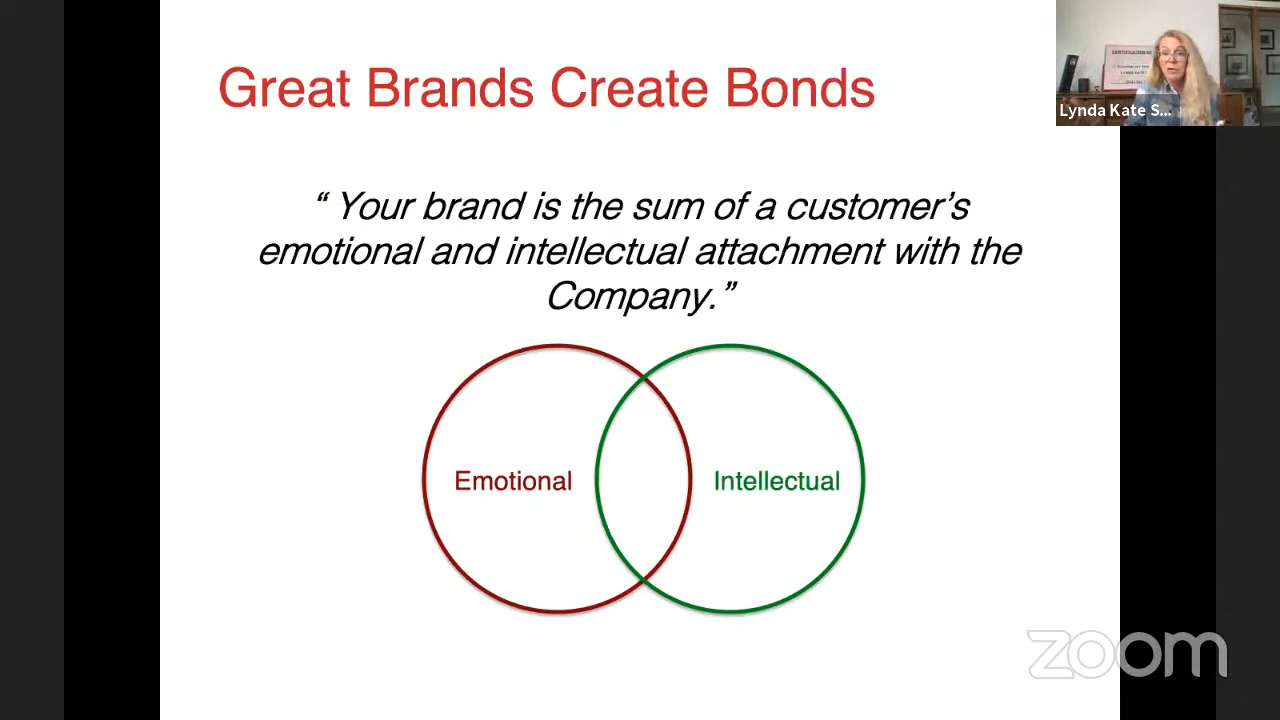 Great Brands Create Bonds
“ Your brand is the sum of a customer’s
emotional and intellectual attachment with the
Company.”
Emotional
Intellectual
Lynda Kate S...
zoom